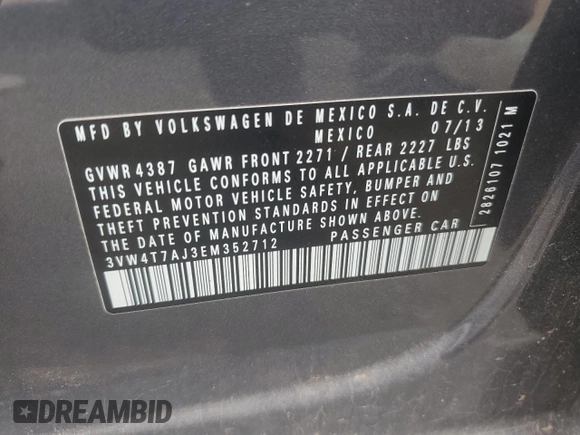 MFD BY VOLKSWAGEN DE MEXICO S.A. DE C.V.
MEXICO 07/13
GVWR 4387 GAWR FRONT 2271 / REAR 2227 LBS
THIS VEHICLE CONFORMS TO ALL APPLICABLE U.S.
FEDERAL MOTOR VEHICLE SAFETY, BUMPER AND
THEFT PREVENTION STANDARDS IN EFFECT ON
THE DATE OF MANUFACTURE SHOWN ABOVE.
3VW4T7AJ3EM352712 PASSENGER CAR
2826107 1021 M
DREAMBID